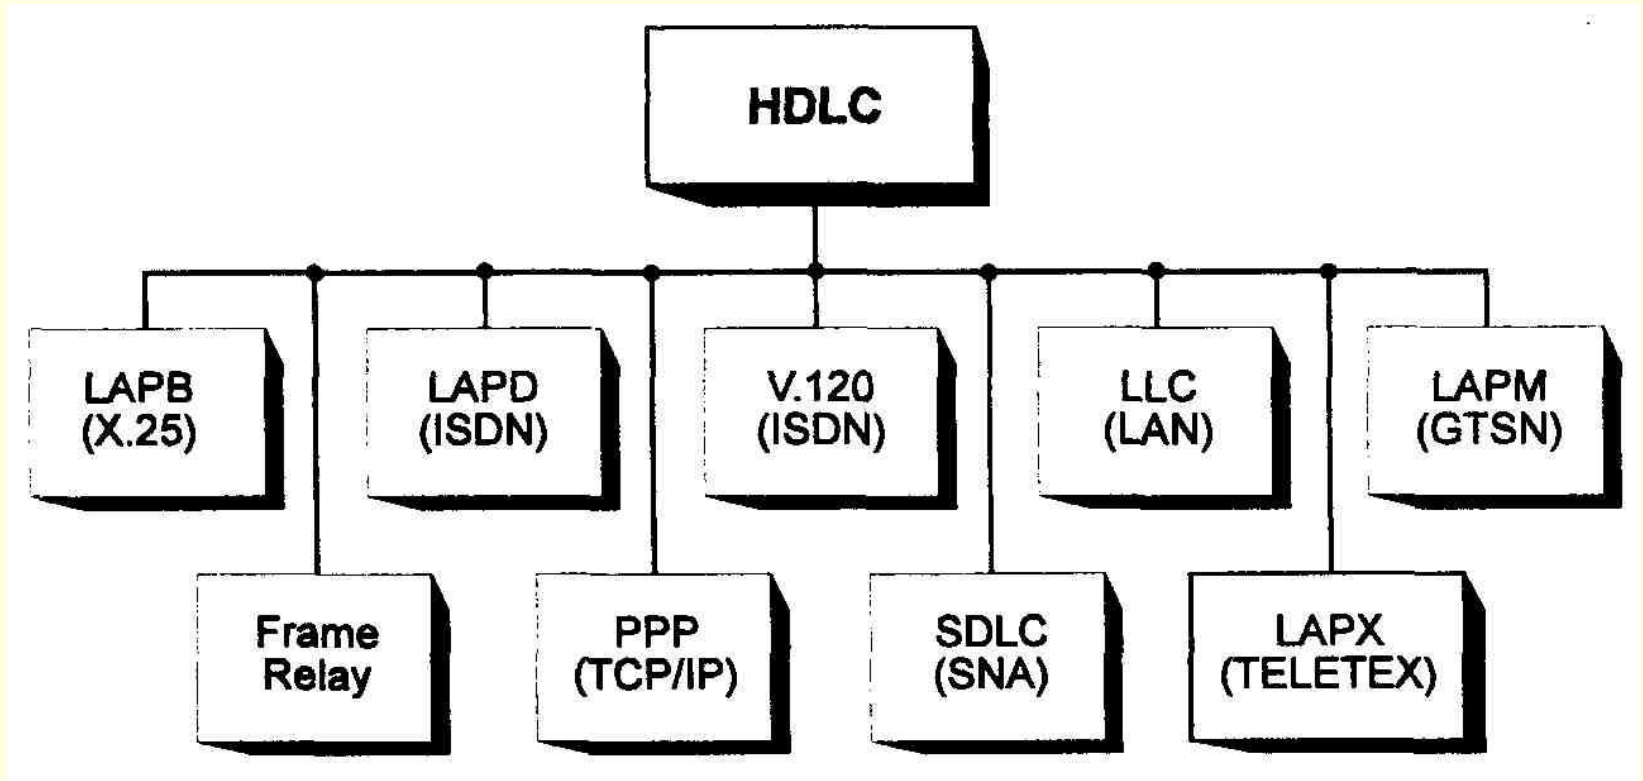 HDLC
LAPB
(X.25)
LAPD
(ISDN)
V.120
(ISDN)
LLC
(LAN)
LAPM
(GTSN)
Frame
Relay
PPP
(TCP/IP)
SDLC
(SNA)
LAPX
(TELETEX)